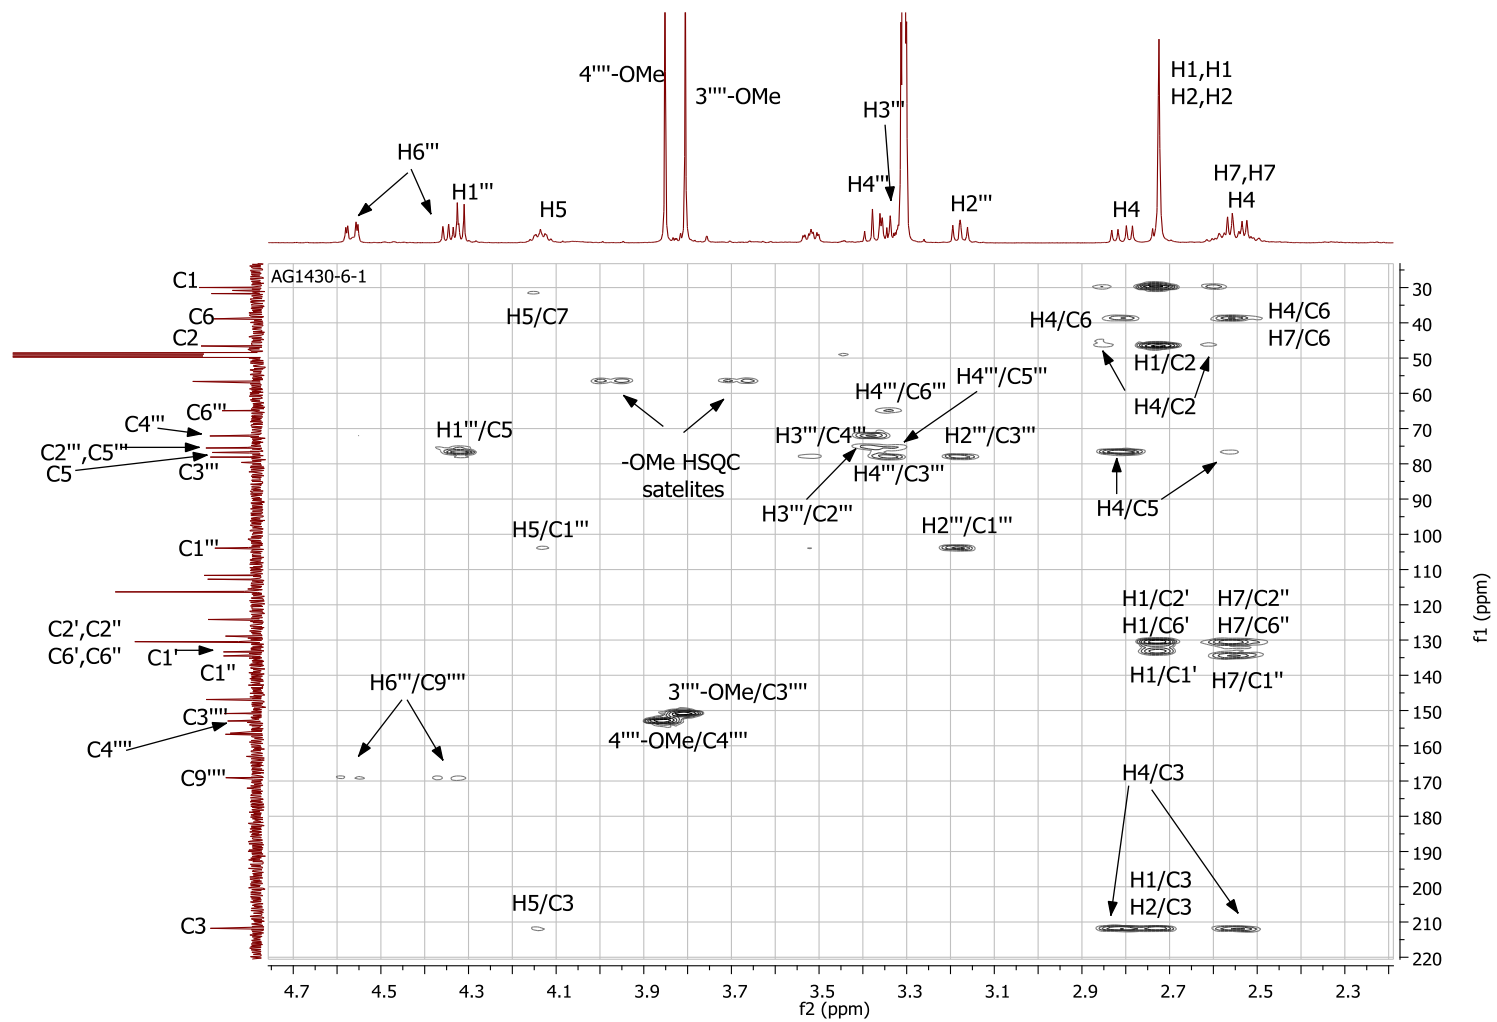 4''''-OMe
3''''-OMe
H1,H1
H2,H2
H3'''
H6'''
H1'''
H5
H4'''
H2'''
H4
H7,H7
H4
AG1430-6-1
C1
C6
C2
C6'''
C4'''
C2''',C5'''
C5
C3'''
C1'''
C2',C2''
C6',C6''
C1'
C1''
C3''''
C4''''
C9''''
C3
H5/C7
H4/C6
H4/C6
H7/C6
H1/C2
H4/C2
H4'''/C5'''
H4'''/C6'''
H1'''/C5
H3'''/C4'''
H2'''/C3'''
-OMe HSQC
satelites
H4'''/C3'''
H3'''/C2'''
H4/C5
H5/C1'''
H2'''/C1'''
H1/C2'
H1/C6'
H7/C2''
H7/C6''
H1/C1'
H7/C1''
H6'''/C9''''
3''''-OMe/C3''''
4''''-OMe/C4''''
H4/C3
H1/C3
H2/C3
H5/C3
30
40
50
60
70
80
90
100
110
120
130
140
150
160
170
180
190
200
210
220
f1 (ppm)
4.7 4.5 4.3 4.1 3.9 3.7 3.5 3.3 3.1 2.9 2.7 2.5 2.3
f2 (ppm)